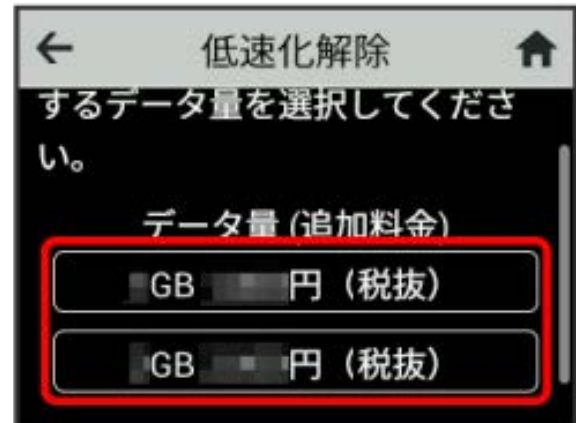 低速化解除
するデータ量を選択してくださ
い。
データ量 (追加料金)
GB 円 (税抜)
GB 円 (税抜)